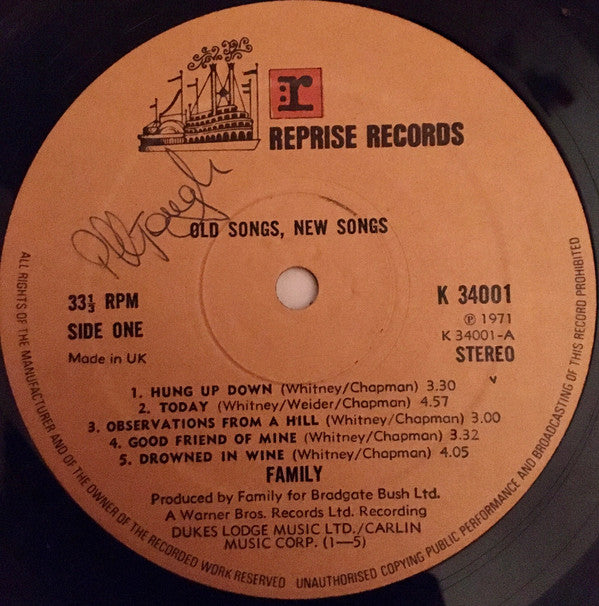 r
REPRISE RECORDS
OLD SONGS, NEW SONGS
33⅓ RPM
SIDE ONE
Made in UK
K 34001
℗ 1971
K 34001-A
STEREO
1. HUNG UP DOWN (Whitney/Chapman) 3.30
2. TODAY (Whitney/Weider/Chapman) 4.57
3. OBSERVATIONS FROM A HILL (Whitney/Chapman) 3.00
4. GOOD FRIEND OF MINE (Whitney/Chapman) 3.32
5. DROWNED IN WINE (Whitney/Chapman) 4.05
FAMILY
Produced by Family for Bradgate Bush Ltd.
A Warner Bros. Records Ltd. Recording
DUKES LODGE MUSIC LTD./CARLIN
MUSIC CORP. (1—5)
ALL RIGHTS OF THE MANUFACTURER AND OF THE OWNER OF THE RECORDED WORK RESERVED UNAUTHORISED COPYING PUBLIC PERFORMANCE AND BROADCASTING OF THIS RECORD PROHIBITED